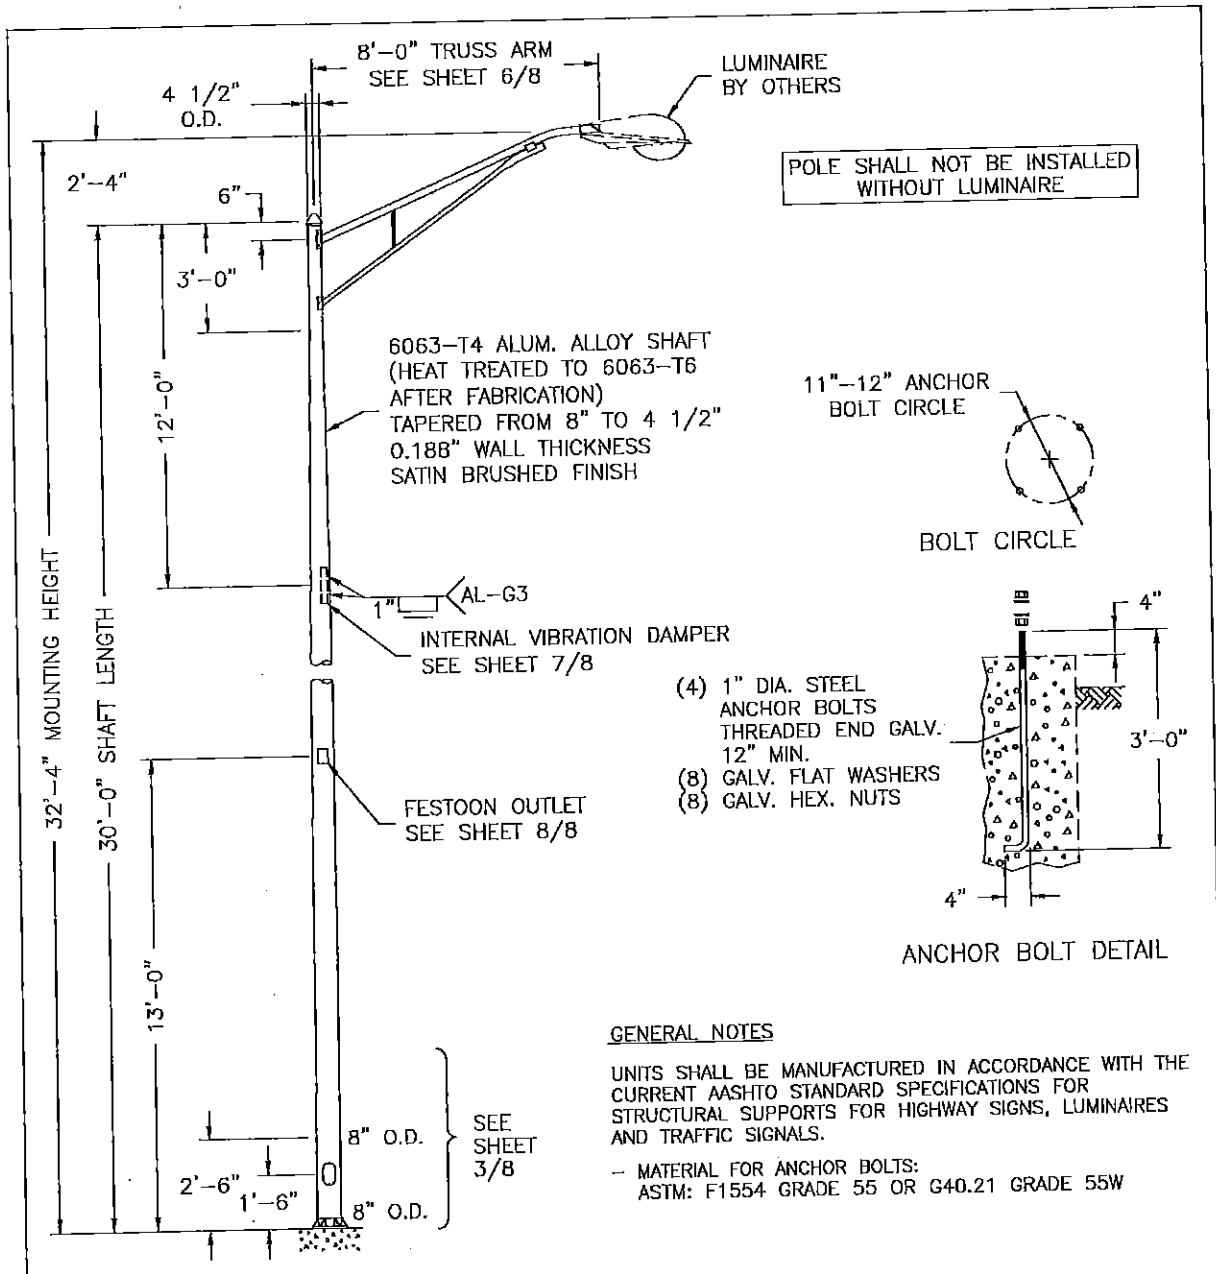 8'-0" TRUSS ARM
SEE SHEET 6/8
LUMINAIRE
BY OTHERS
4 1/2"
O.D.
2'-4"
6"
POLE SHALL NOT BE INSTALLED
WITHOUT LUMINAIRE
3'-0"
12'-0"
6063-T4 ALUM. ALLOY SHAFT
(HEAT TREATED TO 6063-T6
AFTER FABRICATION)
TAPERED FROM 8" TO 4 1/2"
0.188" WALL THICKNESS
SATIN BRUSHED FINISH
11"-12" ANCHOR
BOLT CIRCLE
BOLT CIRCLE
32'-4" MOUNTING HEIGHT
30'-0" SHAFT LENGTH
1"
AL-G3
INTERNAL VIBRATION DAMPER
SEE SHEET 7/8
4"
(4) 1" DIA. STEEL
ANCHOR BOLTS
THREADED END GALV.
12" MIN.
(8) GALV. FLAT WASHERS
(8) GALV. HEX. NUTS
3'-0"
4"
ANCHOR BOLT DETAIL
FESTOON OUTLET
SEE SHEET 8/8
13'-0"
8" O.D.
SEE
SHEET
3/8
2'-6"
1'-6"
8" O.D.
GENERAL NOTES
UNITS SHALL BE MANUFACTURED IN ACCORDANCE WITH THE
CURRENT AASHTO STANDARD SPECIFICATIONS FOR
STRUCTURAL SUPPORTS FOR HIGHWAY SIGNS, LUMINAIRES
AND TRAFFIC SIGNALS.
- MATERIAL FOR ANCHOR BOLTS:
ASTM: F1554 GRADE 55 OR G40.21 GRADE 55W